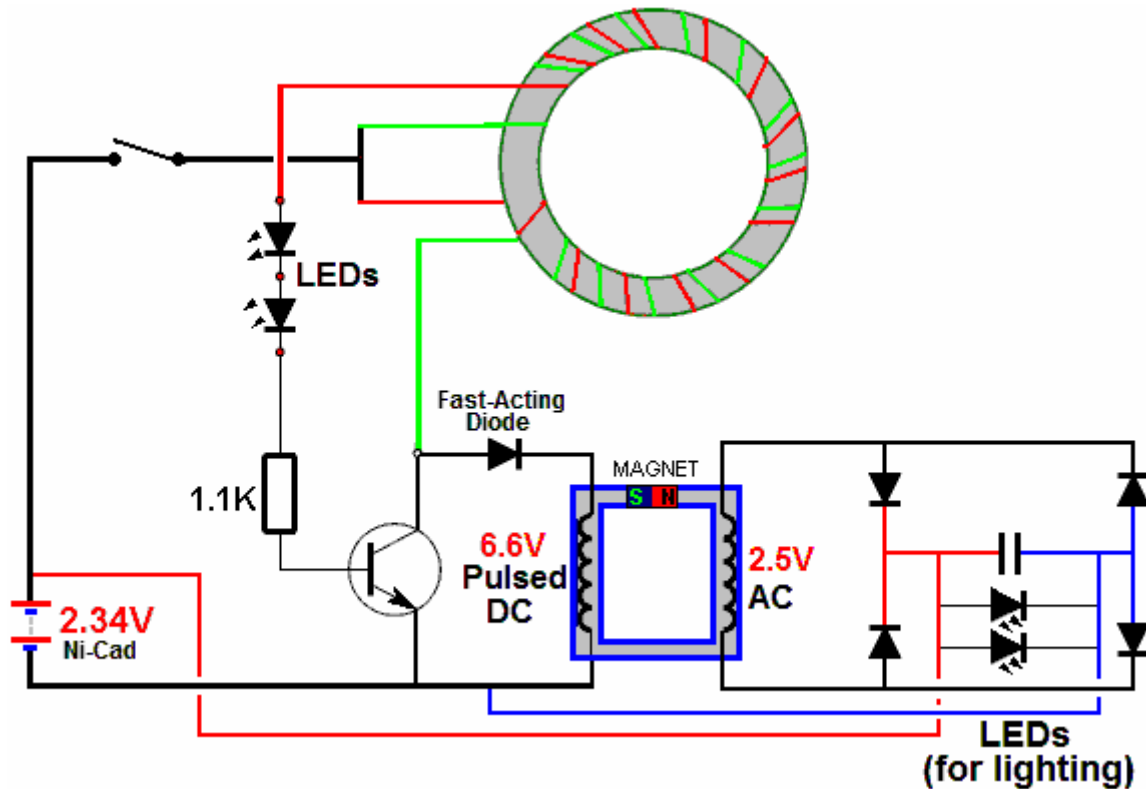 LEDs
Fast-Acting
Diode
1.1K
MAGNET
S N
6.6V
Pulsed
DC
2.5V
AC
2.34V
Ni-Cad
LEDs
(for lighting)